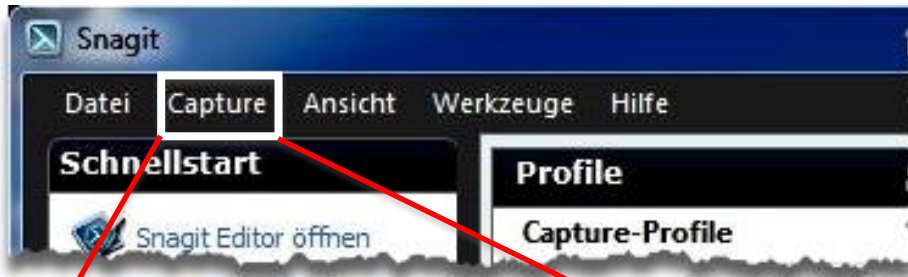 Snagit
Datei Capture Ansicht Werkzeuge Hilfe
Schnellstart
Profile
Snagit Editor öffnen
Capture-Profile